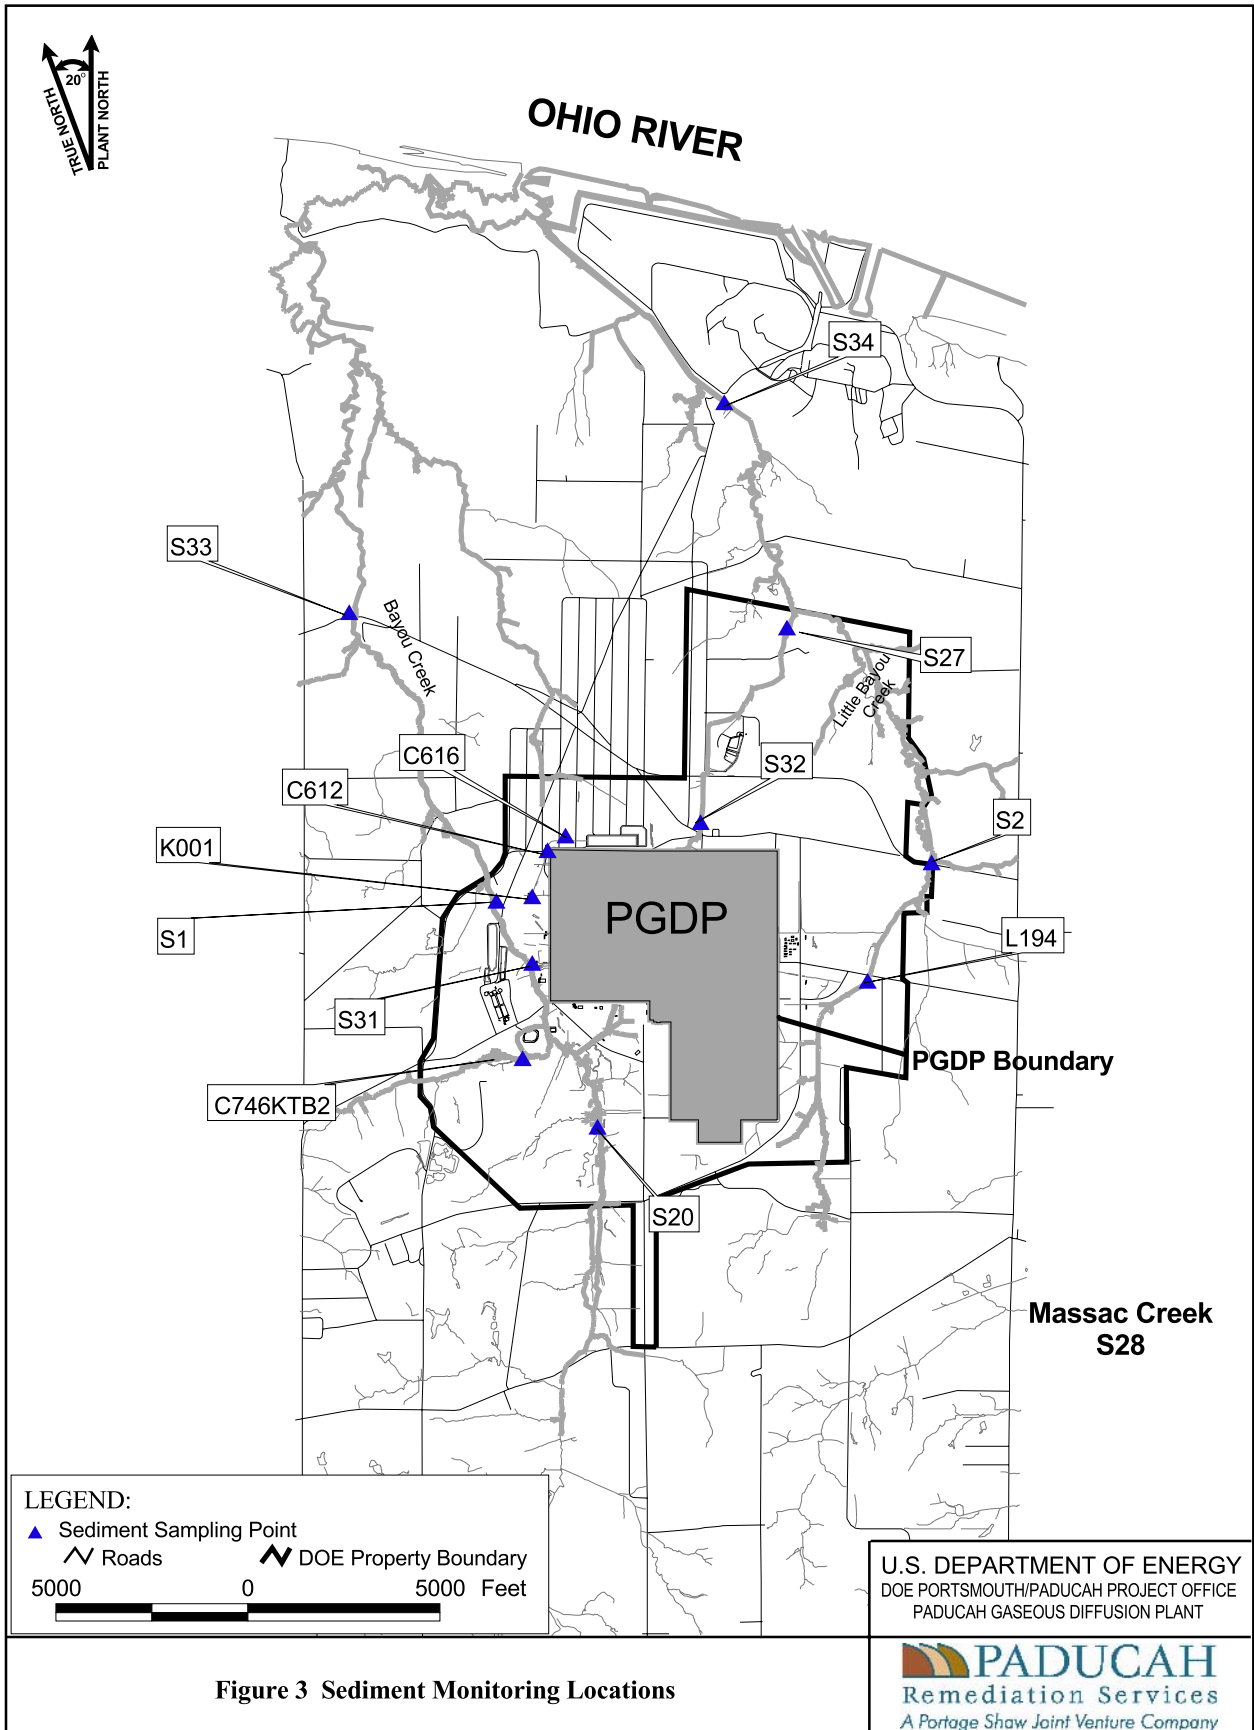 20°
TRUE NORTH
PLANT NORTH
OHIO RIVER
S34
S33
Bayou Creek
S27
Little Bayou
Creek
C616
S32
C612
S2
K001
PGDP
S1
L194
S31
PGDP Boundary
C746KTB2
S20
Massac Creek
S28
LEGEND:
Sediment Sampling Point
Roads
DOE Property Boundary
5000 0 5000 Feet
U.S. DEPARTMENT OF ENERGY
DOE PORTSMOUTH/PADUCAH PROJECT OFFICE
PADUCAH GASEOUS DIFFUSION PLANT
Figure 3 Sediment Monitoring Locations
PADUCAH
Remediation Services
A Portage Shaw Joint Venture Company